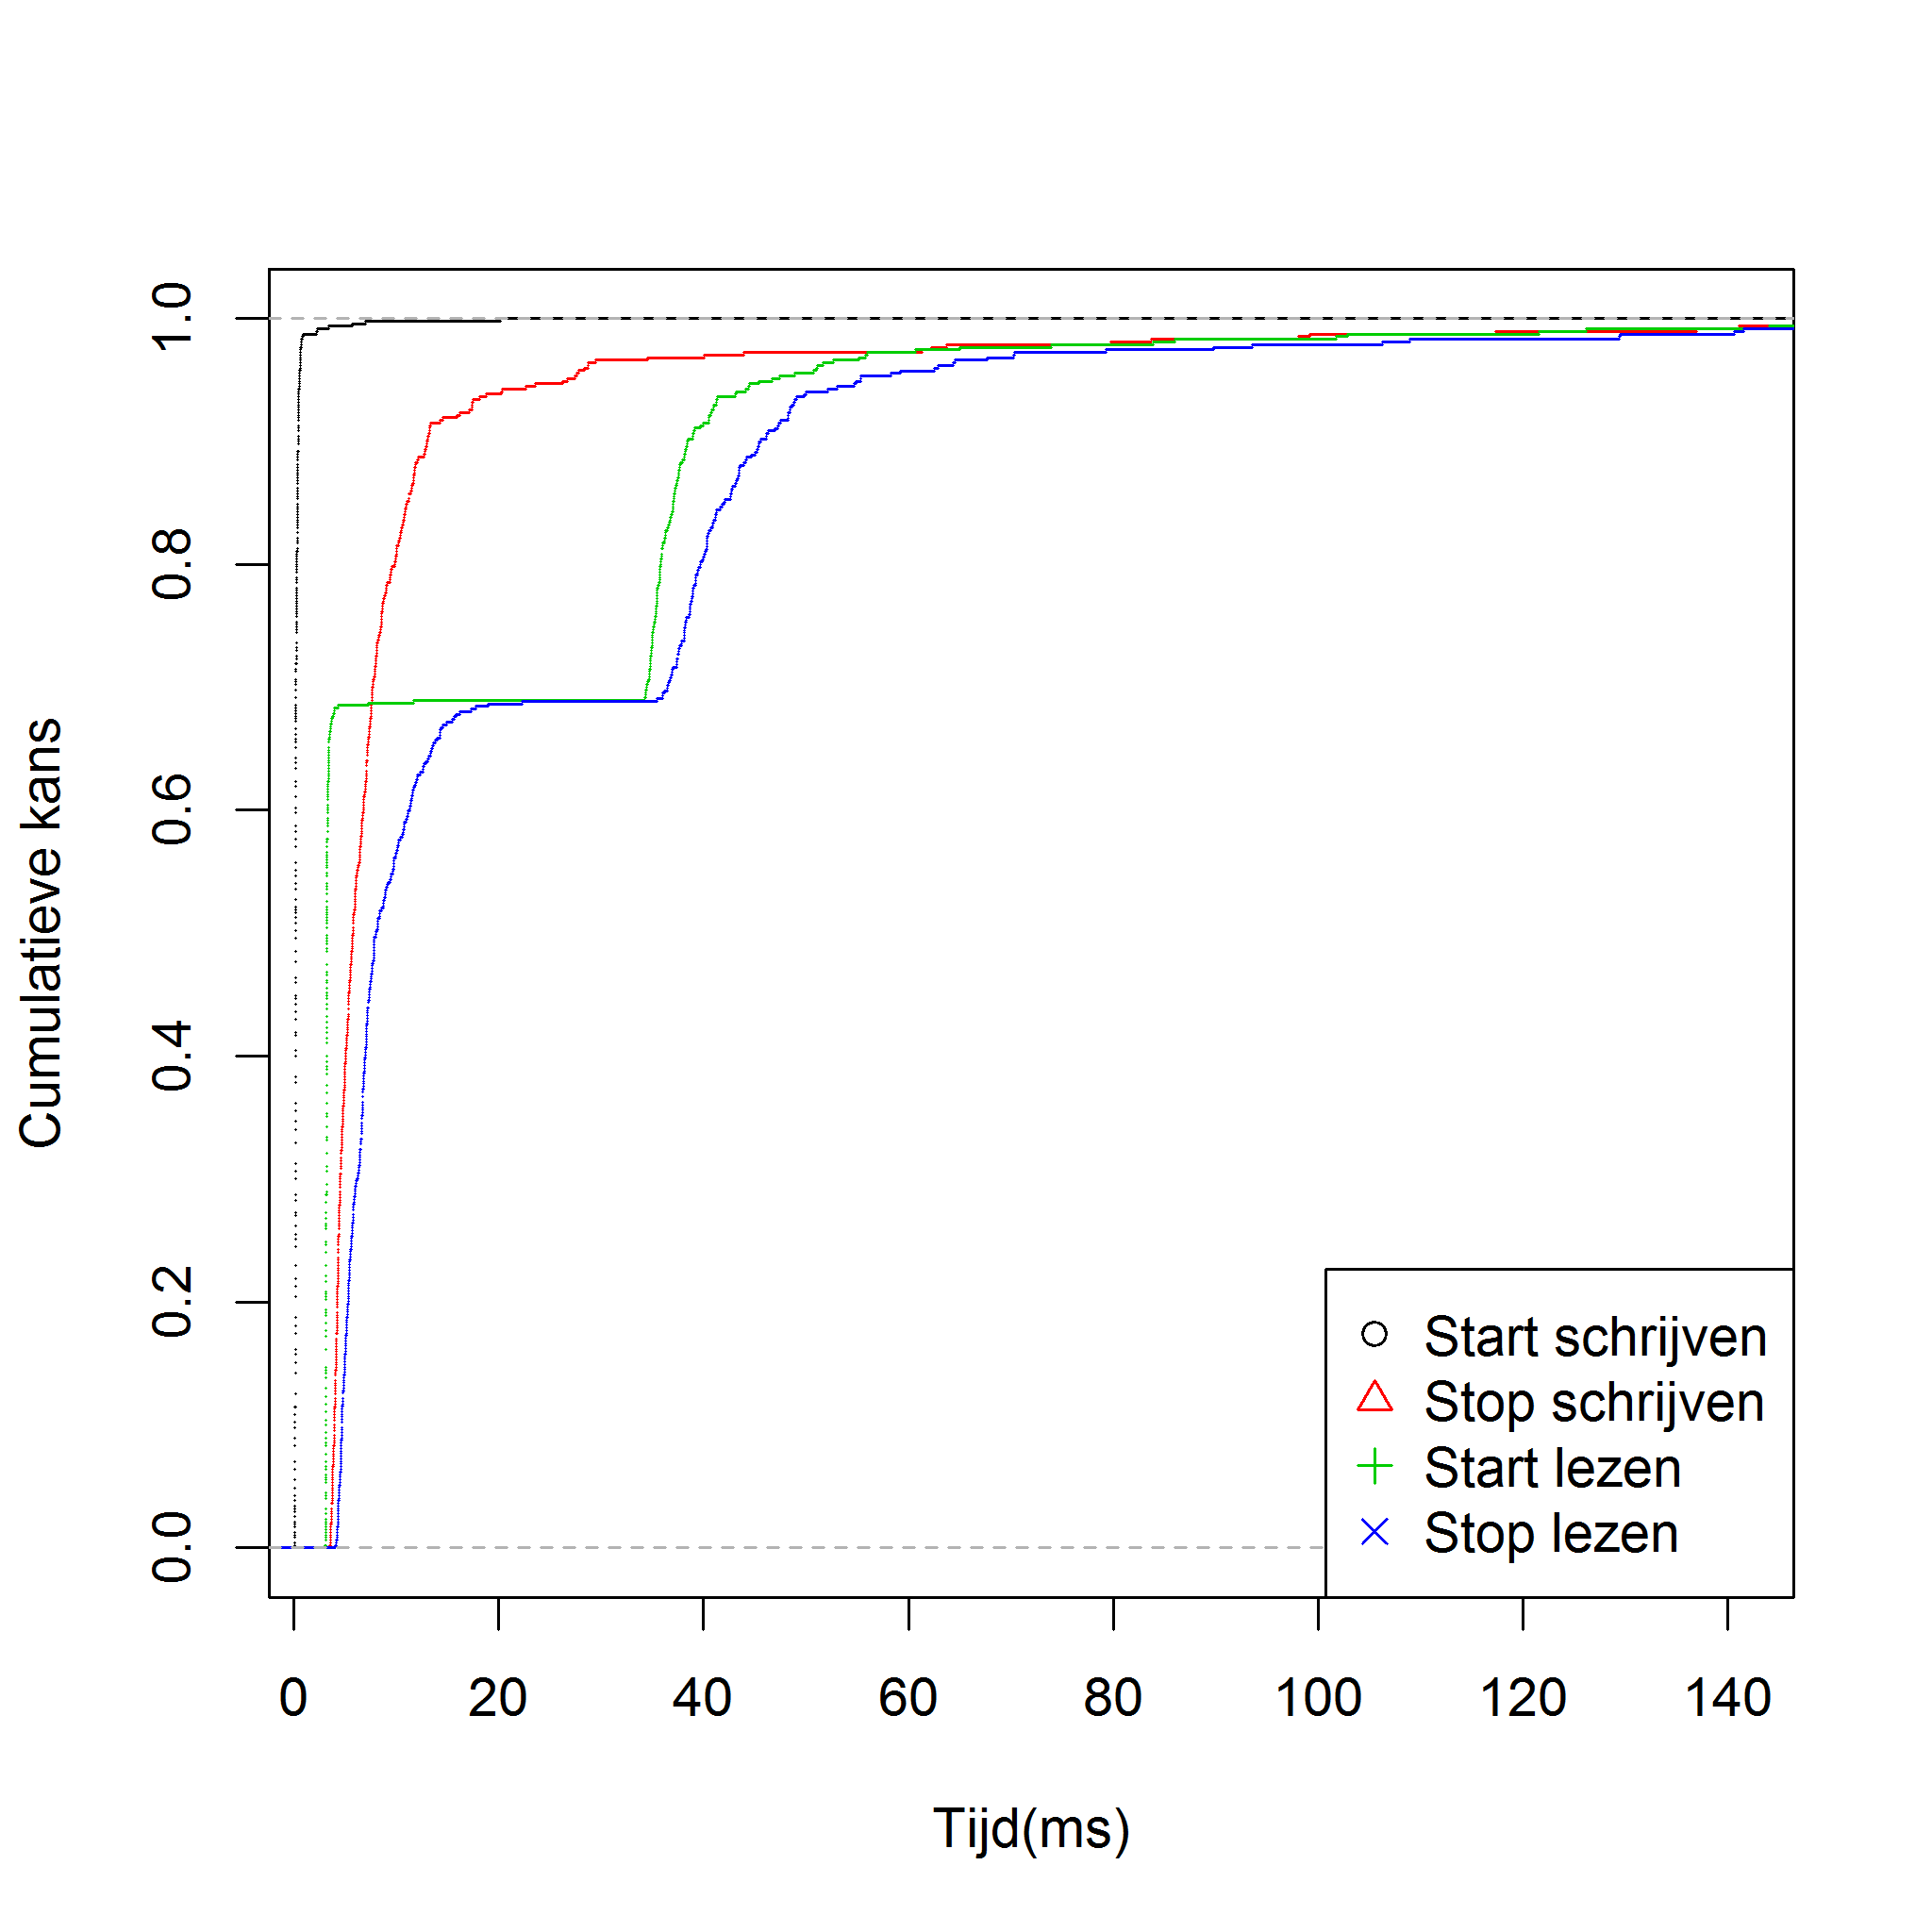 Cumulatieve kans
1.0
0.8
0.6
0.4
0.2
0.0
Start schrijven
Stop schrijven
Start lezen
Stop lezen
0 20 40 60 80 100 120 140
Tijd(ms)